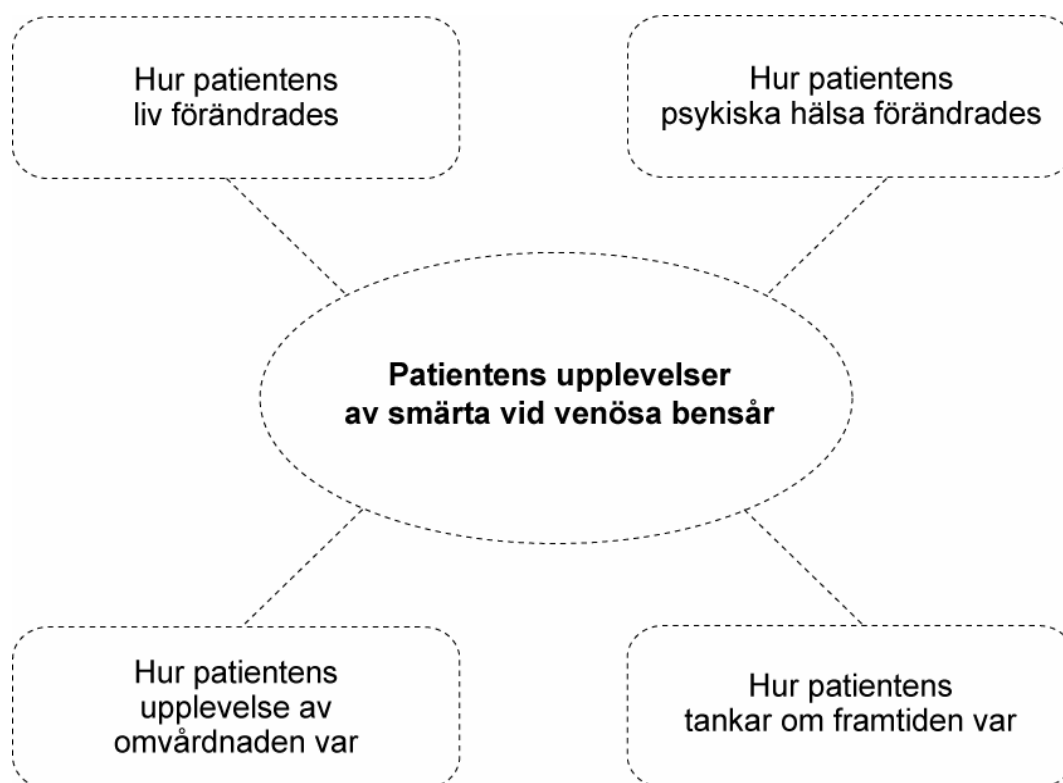 Hur patientens
liv förändrades
Hur patientens
psykiska hälsa förändrades
Patientens upplevelser
av smärta vid venösa bensår
Hur patientens
upplevelse av
omvårdnaden var
Hur patientens
tankar om framtiden var